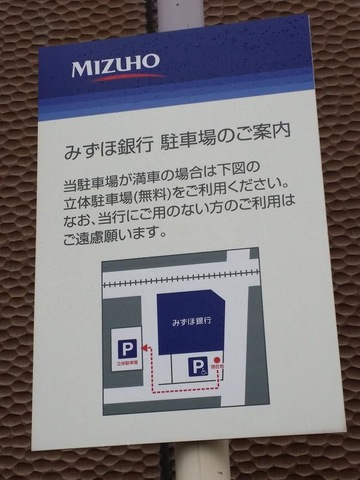 MIZUHO
みずほ銀行 駐車場のご案内
当駐車場が満車の場合は下図の
立体駐車場(無料)をご利用ください。
なお、当行にご用のない方のご利用は
ご遠慮願います。
みずほ銀行
P
立体駐車場
P
現在地